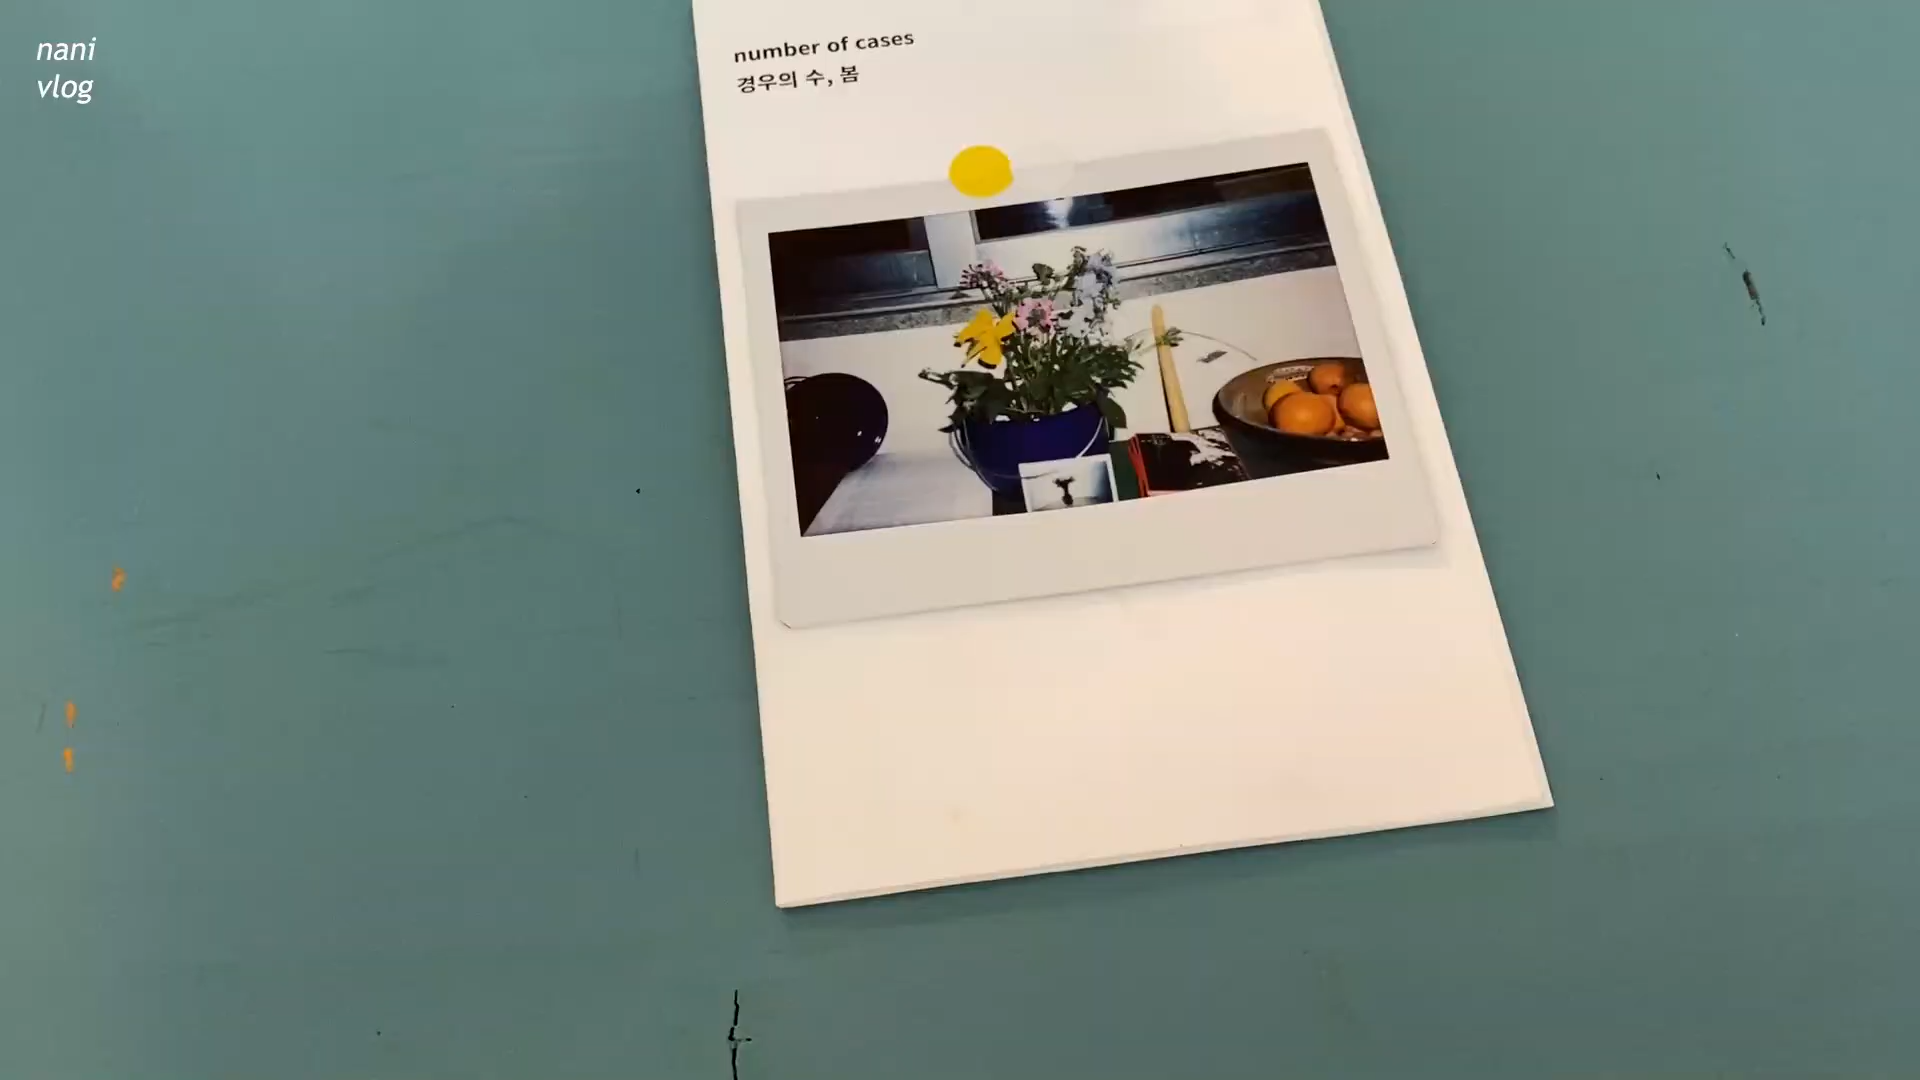 nani
vlog
number of cases
경우의 수, 봄